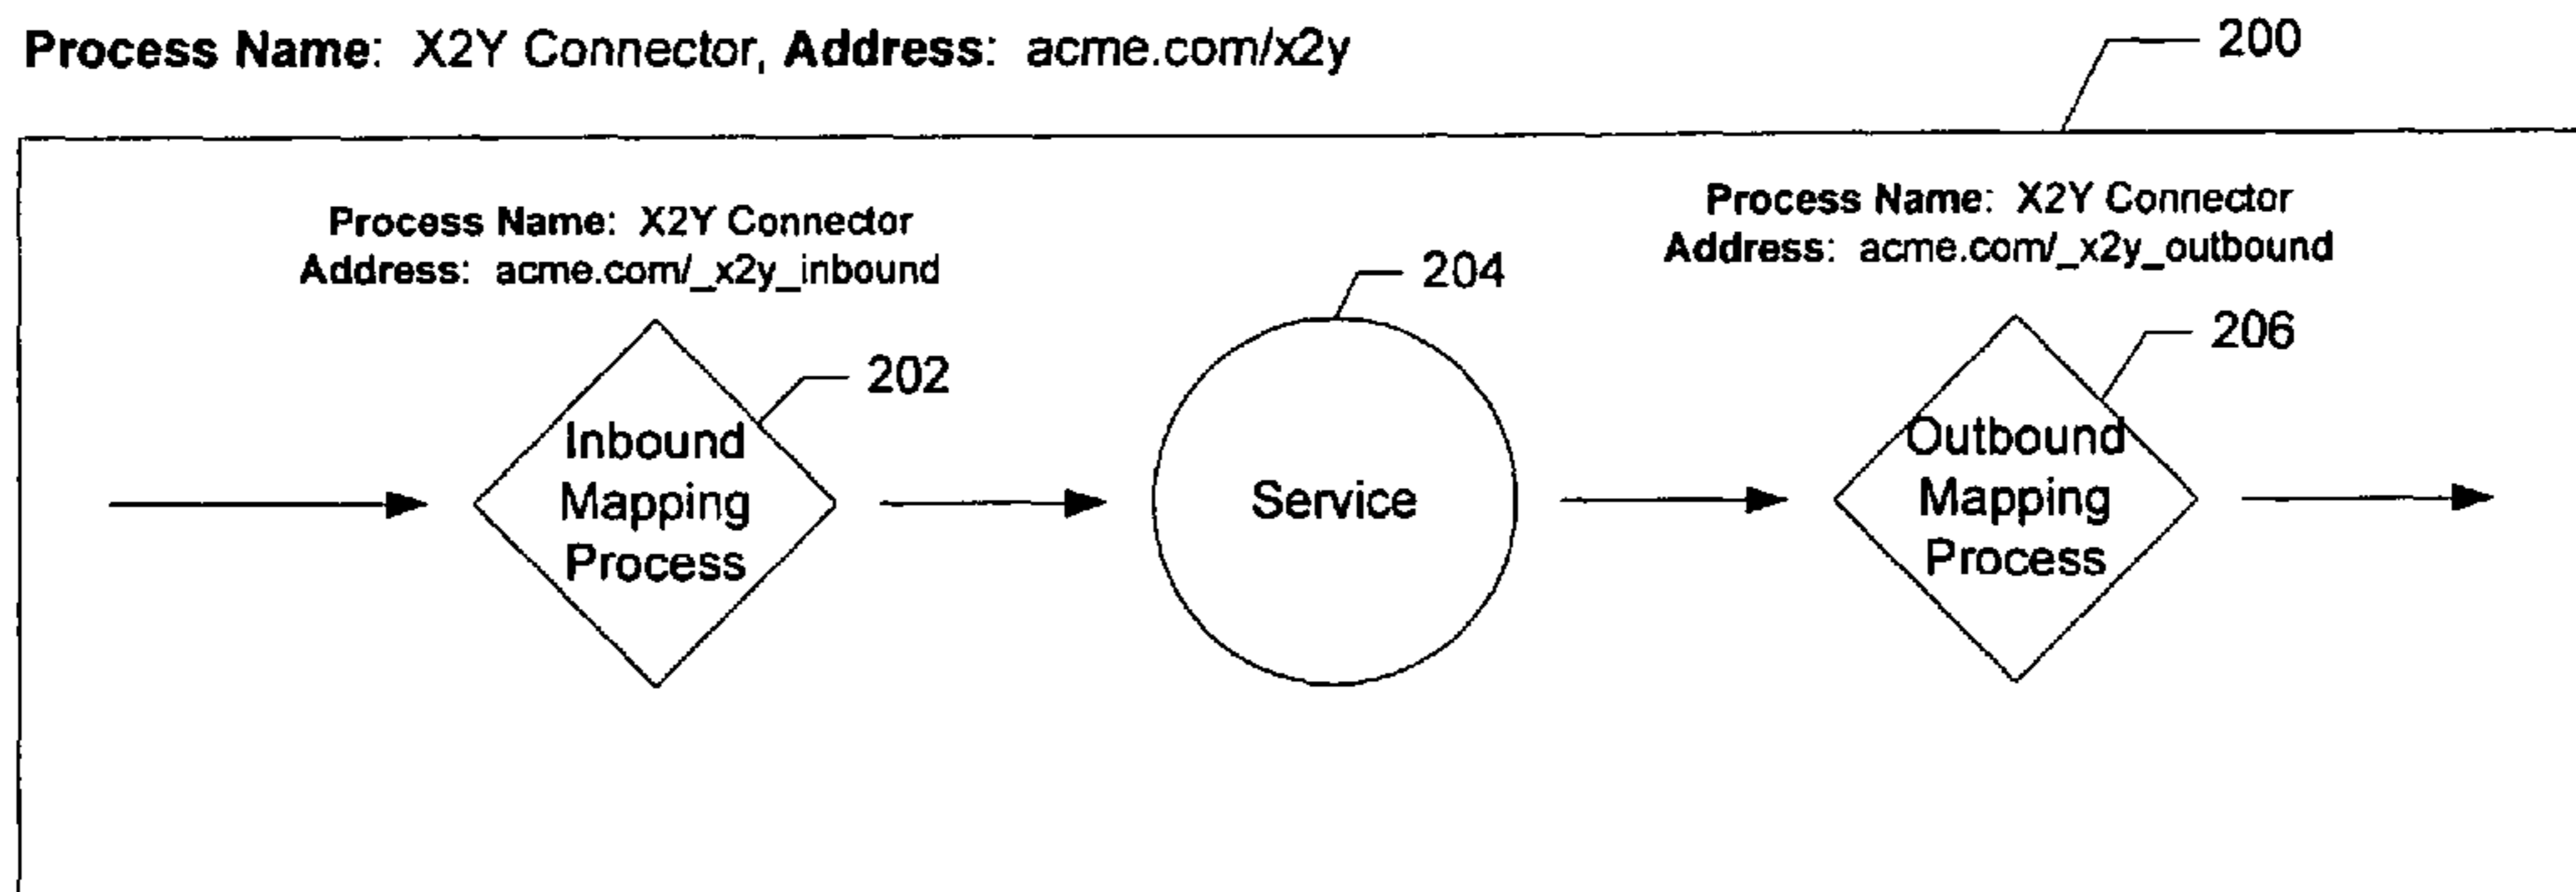 Process Name: X2Y Connector, Address: acme.com/x2y
200
Process Name: X2Y Connector
Address: acme.com/_x2y_inbound
Process Name: X2Y Connector
Address: acme.com/_x2y_outbound
204
206
202
Inbound
Mapping
Process
Service
Outbound
Mapping
Process